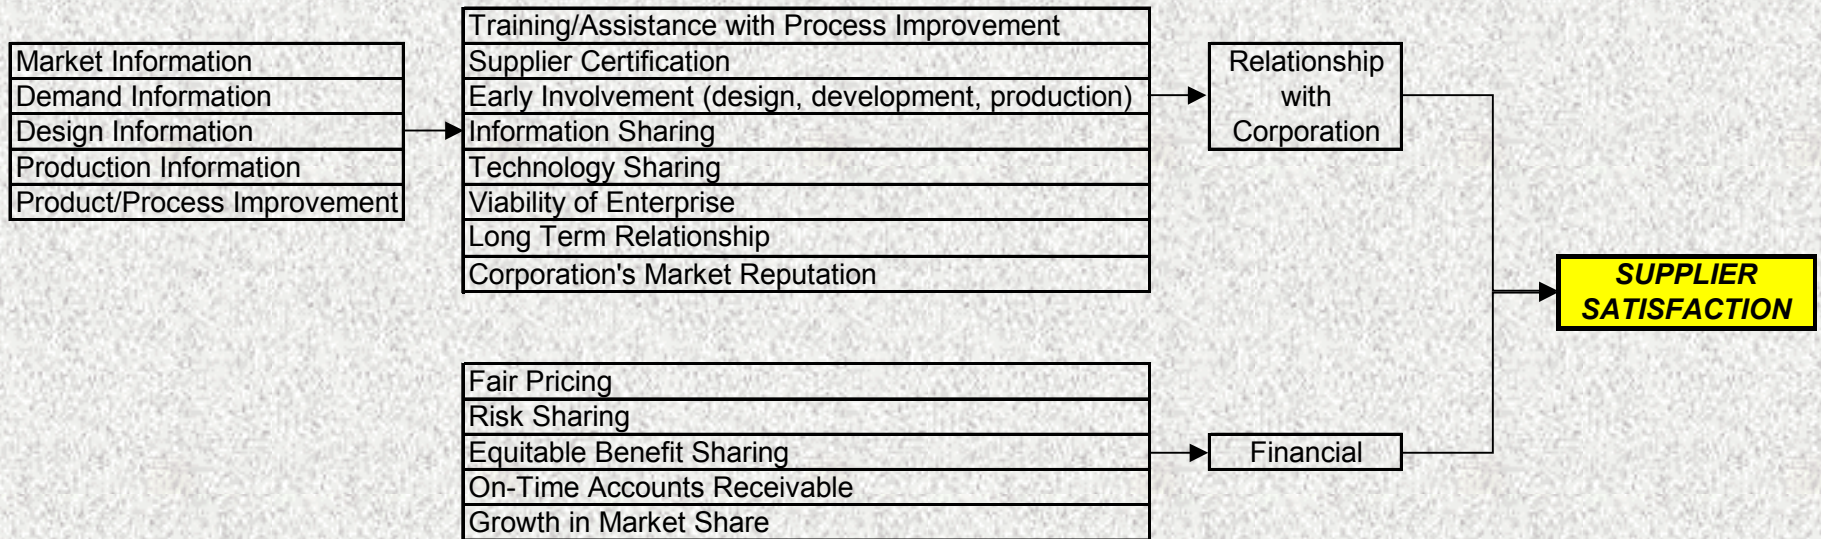 Market Information
Demand Information
Design Information
Production Information
Product/Process Improvement
Training/Assistance with Process Improvement
Supplier Certification
Early Involvement (design, development, production)
Information Sharing
Technology Sharing
Viability of Enterprise
Long Term Relationship
Corporation's Market Reputation
Relationship
with
Corporation
Fair Pricing
Risk Sharing
Equitable Benefit Sharing
On-Time Accounts Receivable
Growth in Market Share
Financial
SUPPLIER
SATISFACTION